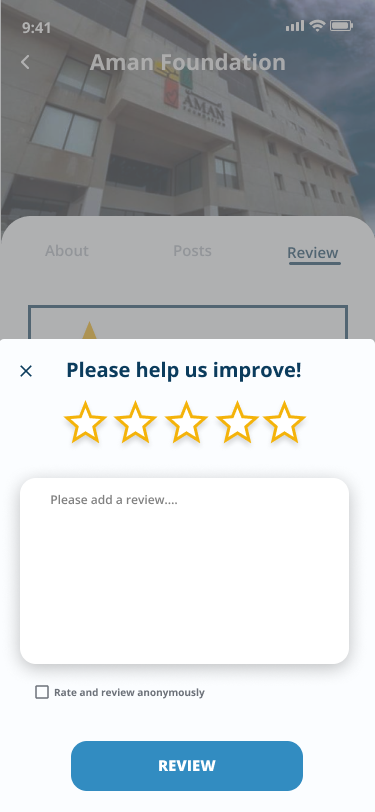 9:41
Aman Foundation
AMAN
FOUNDATION
About
Posts
Review
Please help us improve!
Please add a review....
Rate and review anonymously
REVIEW